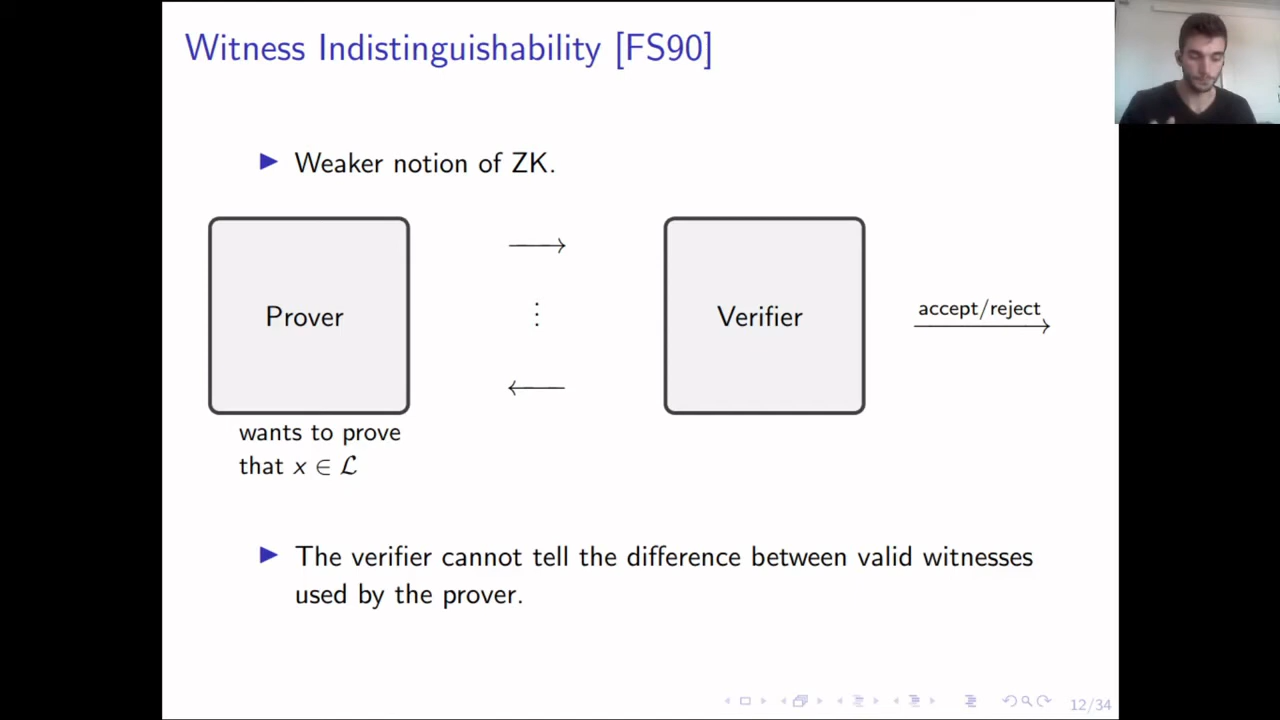 Witness Indistinguishability [FS90]
Weaker notion of ZK.
Prover
Verifier
accept/reject
wants to prove
that x ∈ ℒ
The verifier cannot tell the difference between valid witnesses
used by the prover.
12/34